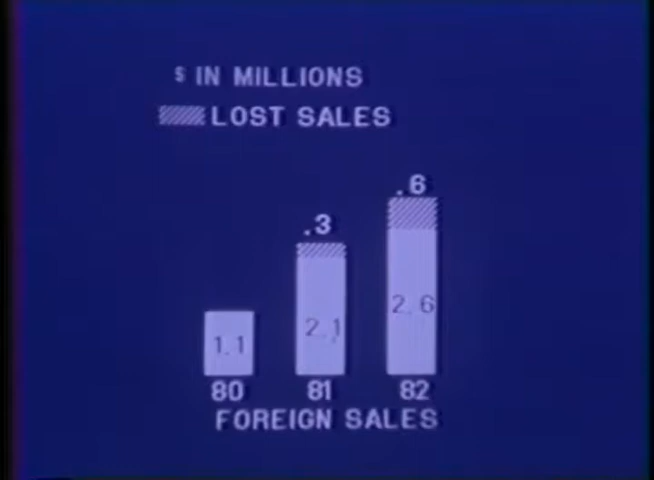 $ IN MILLIONS
LOST SALES
.6
.3
2.6
2.1
1.1
80 81 82
FOREIGN SALES